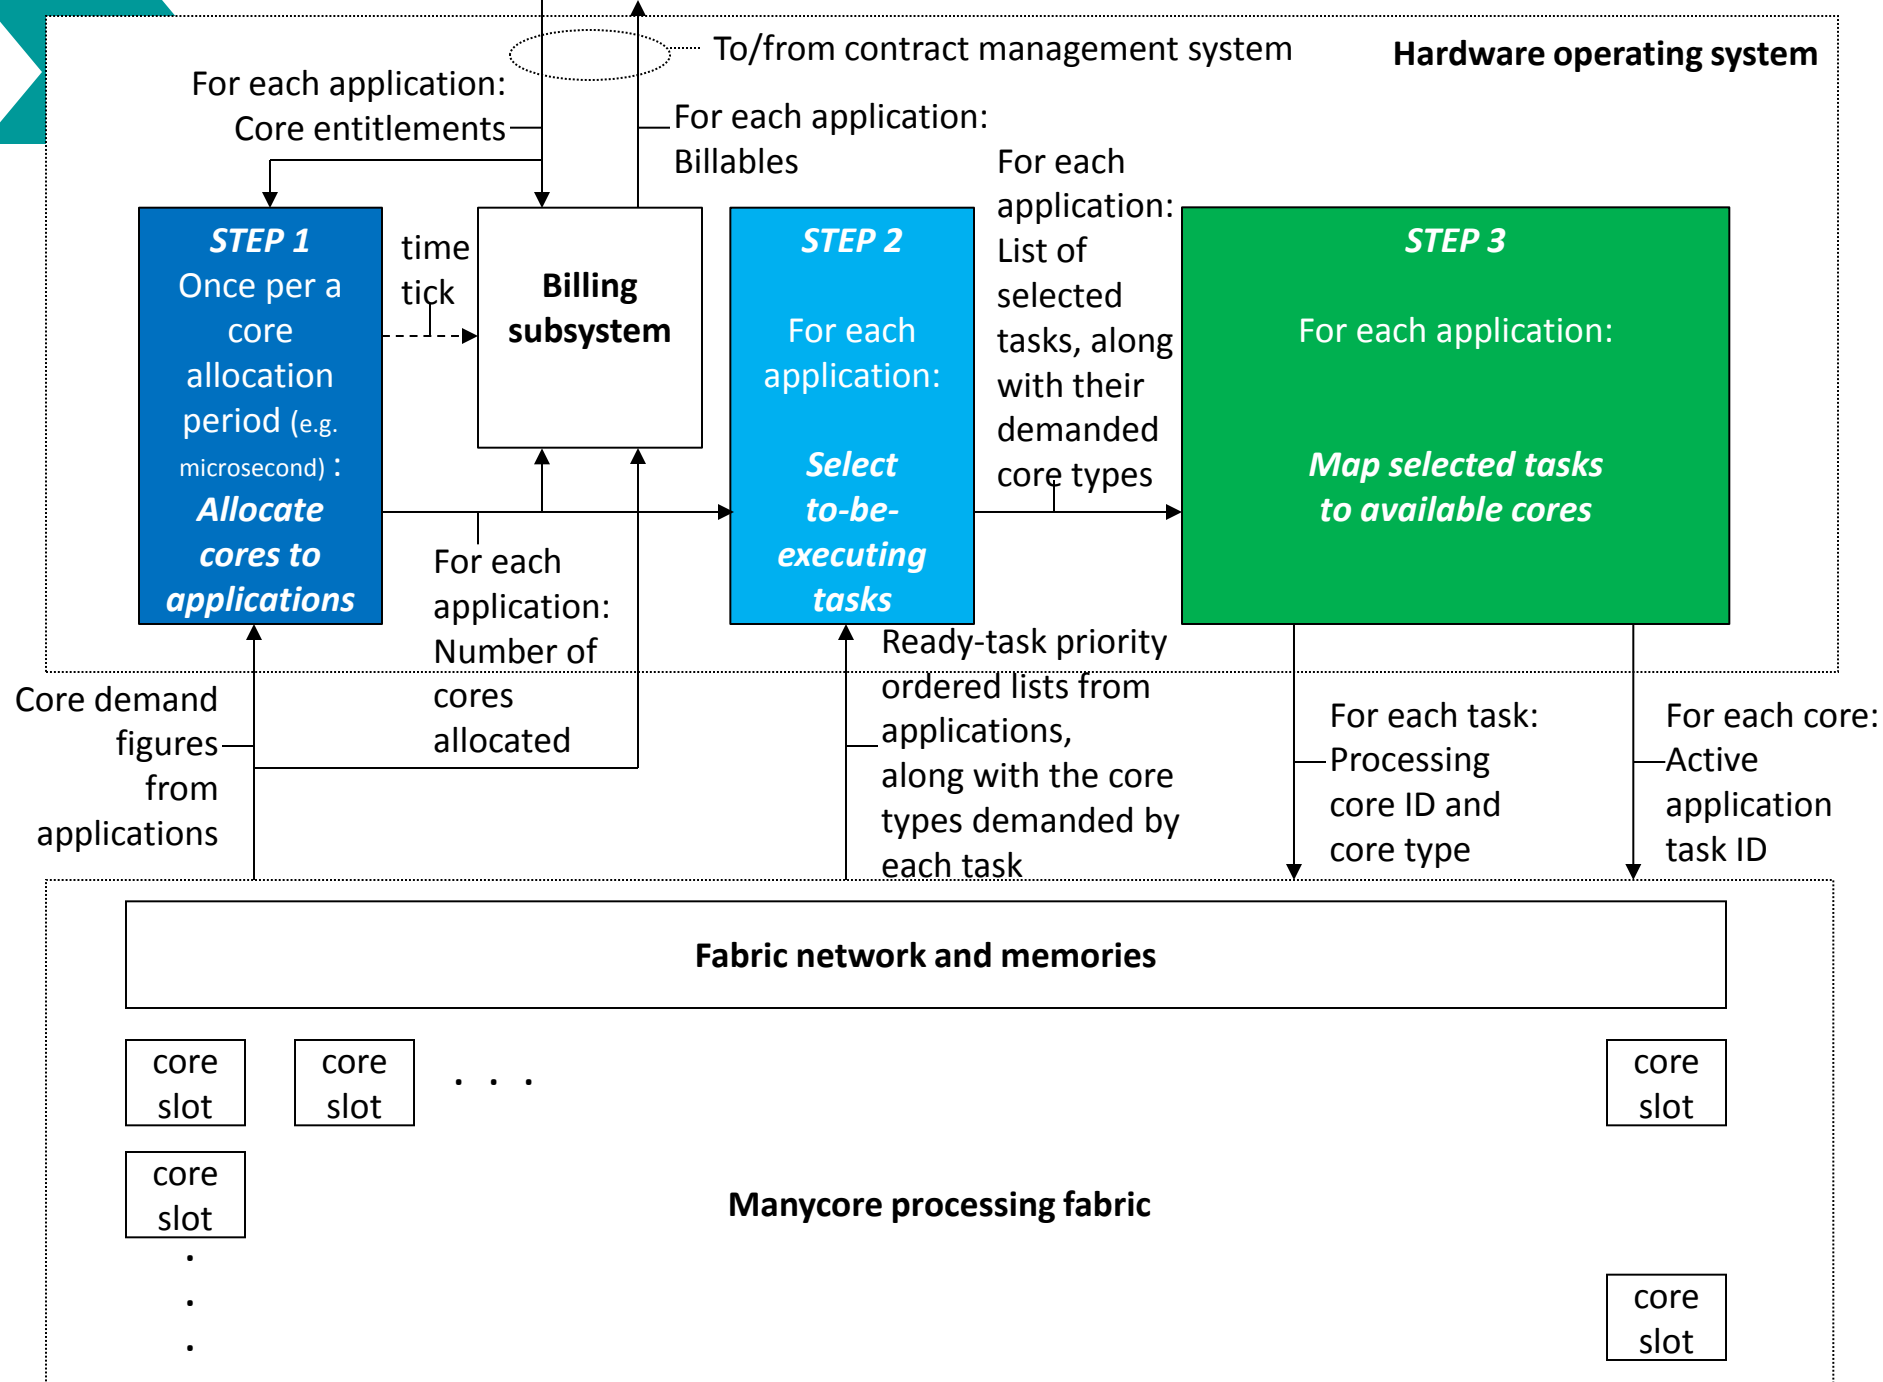 To/from contract management system
Hardware operating system
For each application:
Core entitlements
For each application:
Billables
STEP 1
Once per a
core
allocation
period (e.g.
microsecond) :
Allocate
cores to
applications
time
tick
Billing
subsystem
STEP 2
For each
application:
Select
to-be-
executing
tasks
For each
application:
List of
selected
tasks, along
with their
demanded
core types
STEP 3
For each application:
Map selected tasks
to available cores
For each
application:
Number of
cores
allocated
Core demand
figures
from
applications
Ready-task priority
ordered lists from
applications,
along with the core
types demanded by
each task
For each task:
Processing
core ID and
core type
For each core:
Active
application
task ID
Fabric network and memories
core
slot
core
slot
. . .
core
slot
core
slot
Manycore processing fabric
.
.
.
core
slot